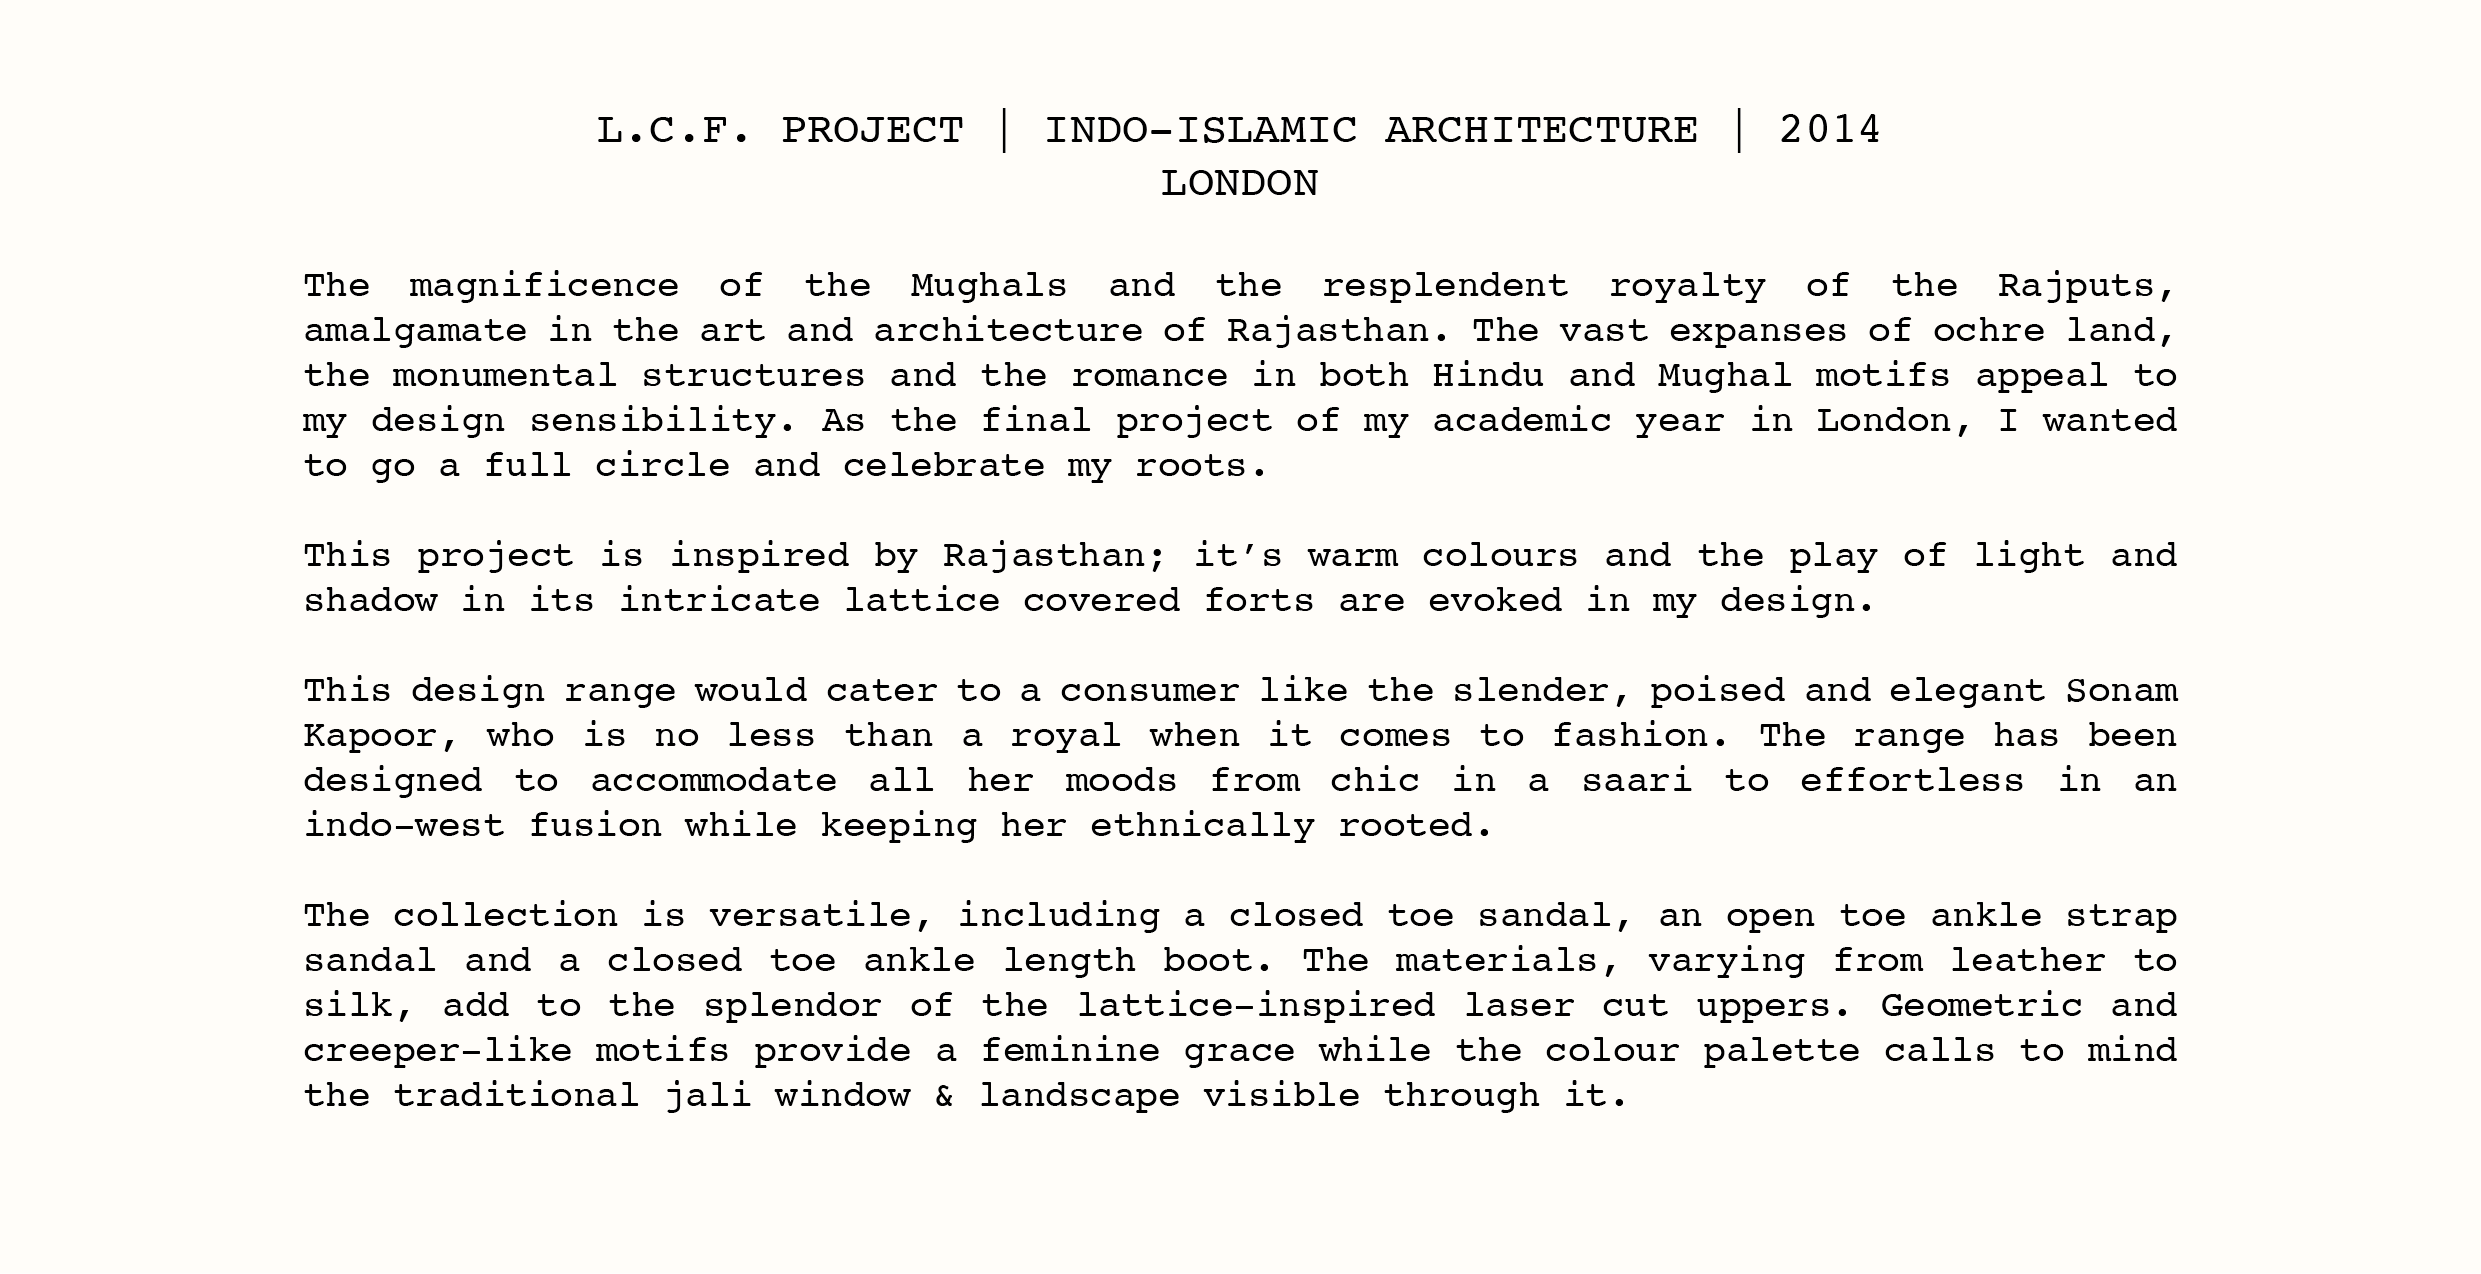 L.C.F. PROJECT | INDO-ISLAMIC ARCHITECTURE | 2014
LONDON
The magnificence of the Mughals and the resplendent royalty of the Rajputs,
amalgamate in the art and architecture of Rajasthan. The vast expanses of ochre land,
the monumental structures and the romance in both Hindu and Mughal motifs appeal to
my design sensibility. As the final project of my academic year in London, I wanted
to go a full circle and celebrate my roots.
This project is inspired by Rajasthan; it’s warm colours and the play of light and
shadow in its intricate lattice covered forts are evoked in my design.
This design range would cater to a consumer like the slender, poised and elegant Sonam
Kapoor, who is no less than a royal when it comes to fashion. The range has been
designed to accommodate all her moods from chic in a saari to effortless in an
indo-west fusion while keeping her ethnically rooted.
The collection is versatile, including a closed toe sandal, an open toe ankle strap
sandal and a closed toe ankle length boot. The materials, varying from leather to
silk, add to the splendor of the lattice-inspired laser cut uppers. Geometric and
creeper-like motifs provide a feminine grace while the colour palette calls to mind
the traditional jali window & landscape visible through it.